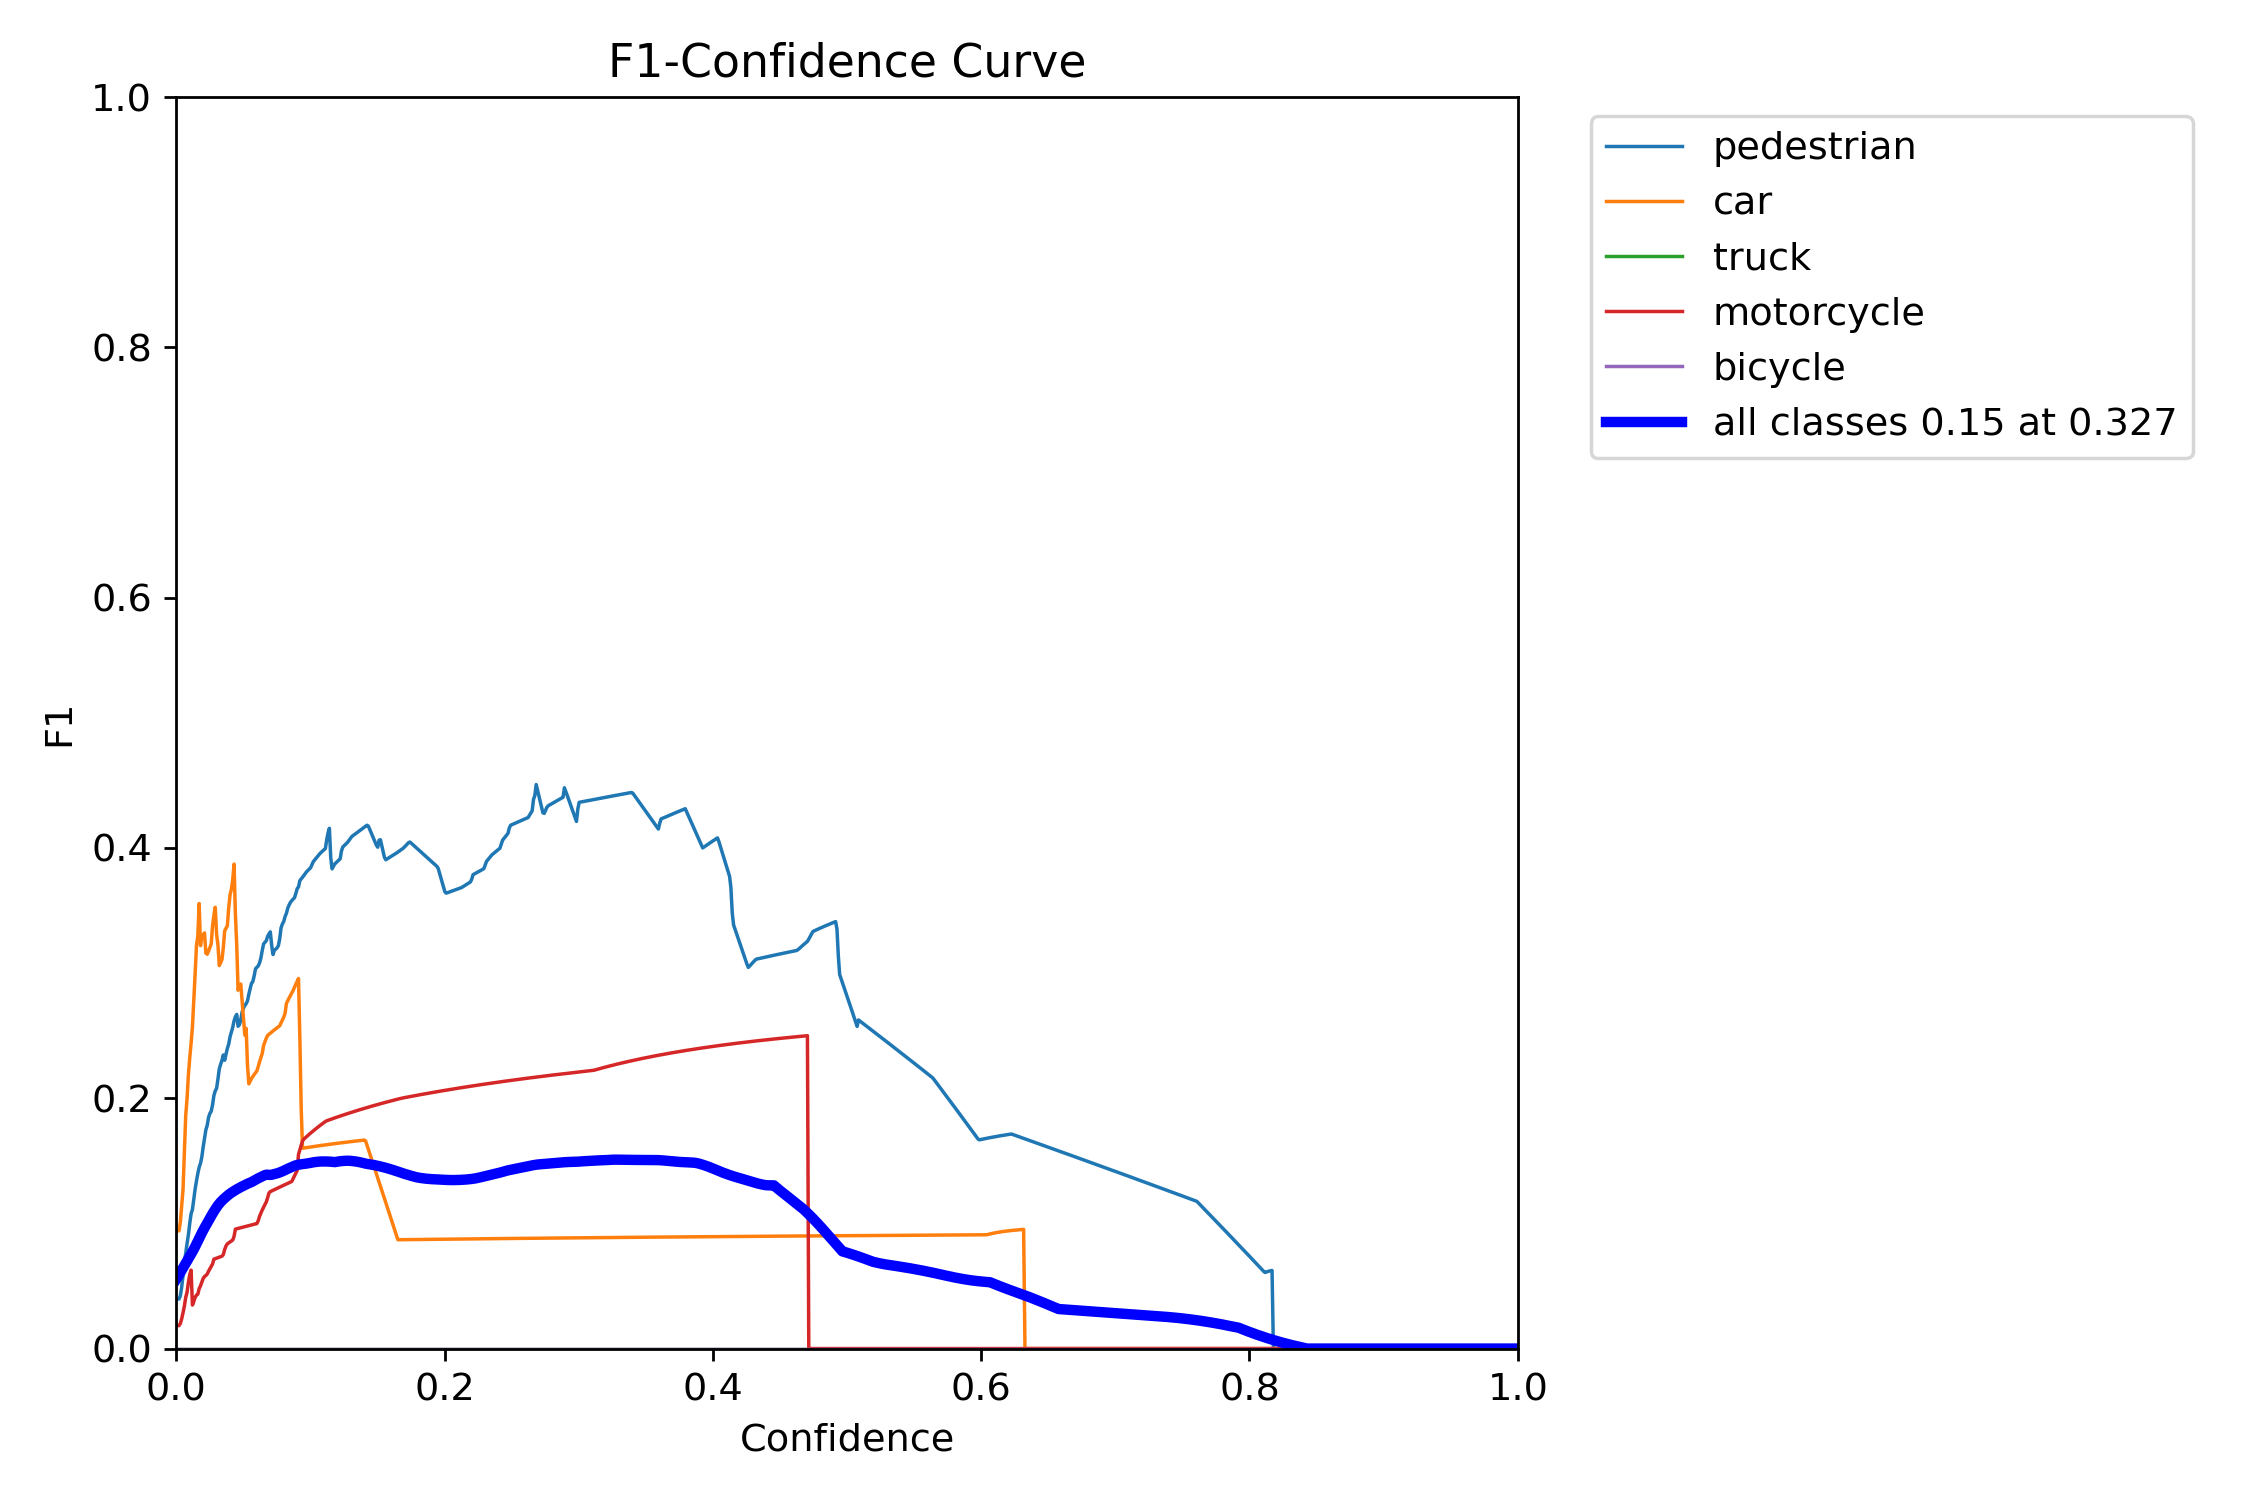 F1-Confidence Curve
1.0
0.8
0.6
0.4
0.2
0.0
F1
0.0 0.2 0.4 0.6 0.8 1.0
Confidence
pedestrian
car
truck
motorcycle
bicycle
all classes 0.15 at 0.327